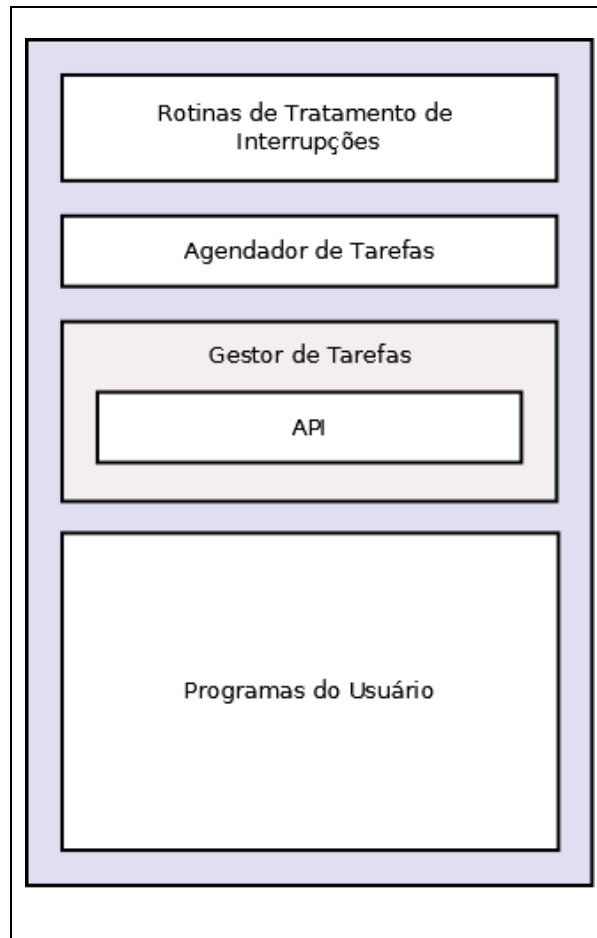 Rotinas de Tratamento de
Interrupções
Agendador de Tarefas
Gestor de Tarefas
API
Programas do Usuário